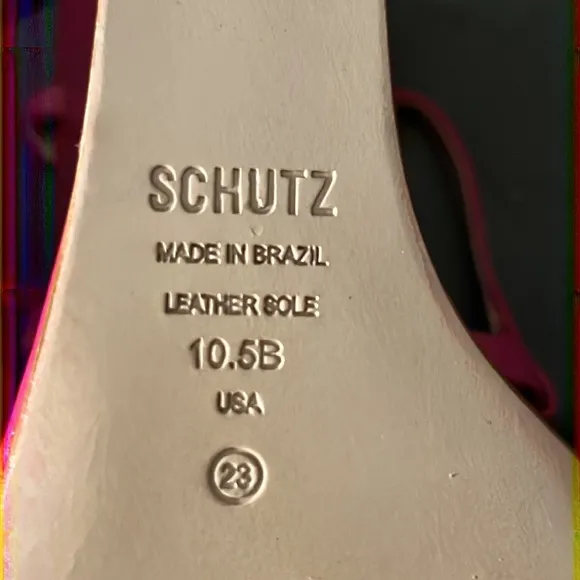 SCHUTZ
MADE IN BRAZIL
LEATHER SOLE
10.5B
USA
23